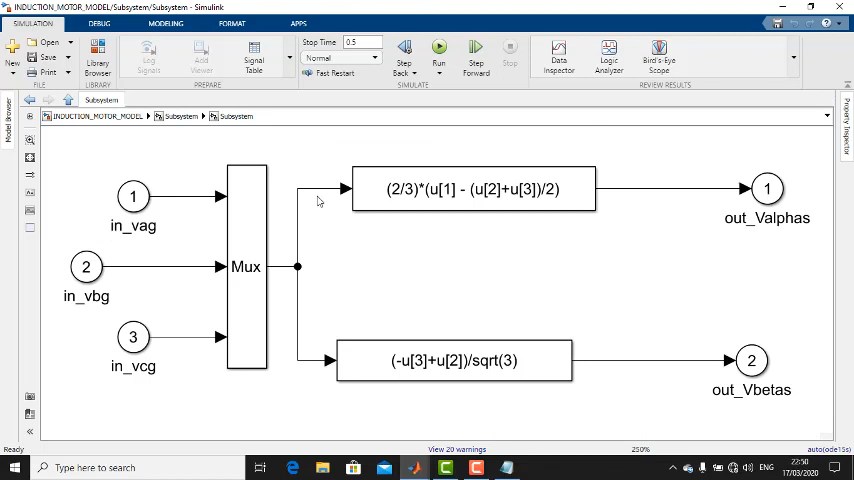 INDUCTION_MOTOR_MODEL/Subsystem/Subsystem - Simulink
SIMULATION DEBUG MODELING FORMAT APPS
New
Open
Save
Print
FILE
Library
Browser
LIBRARY
Log
Signals
Add
Viewer
Signal
Table
PREPARE
Stop Time 0.5
Normal
Fast Restart
Step
Back
Run
Step
Forward
Stop
SIMULATE
Data
Inspector
Logic
Analyzer
Bird's-Eye
Scope
REVIEW RESULTS
Subsystem
INDUCTION_MOTOR_MODEL Subsystem Subsystem
Model Browser
Property Inspector
1
in_vag
2
in_vbg
3
in_vcg
Mux
(2/3)*(u[1] - (u[2]+u[3])/2)
1
out_Valphas
(-u[3]+u[2])/sqrt(3)
2
out_Vbetas
Ready View 20 warnings 250% auto(ode15s)
Type here to search
ENG
22:50
17/03/2020